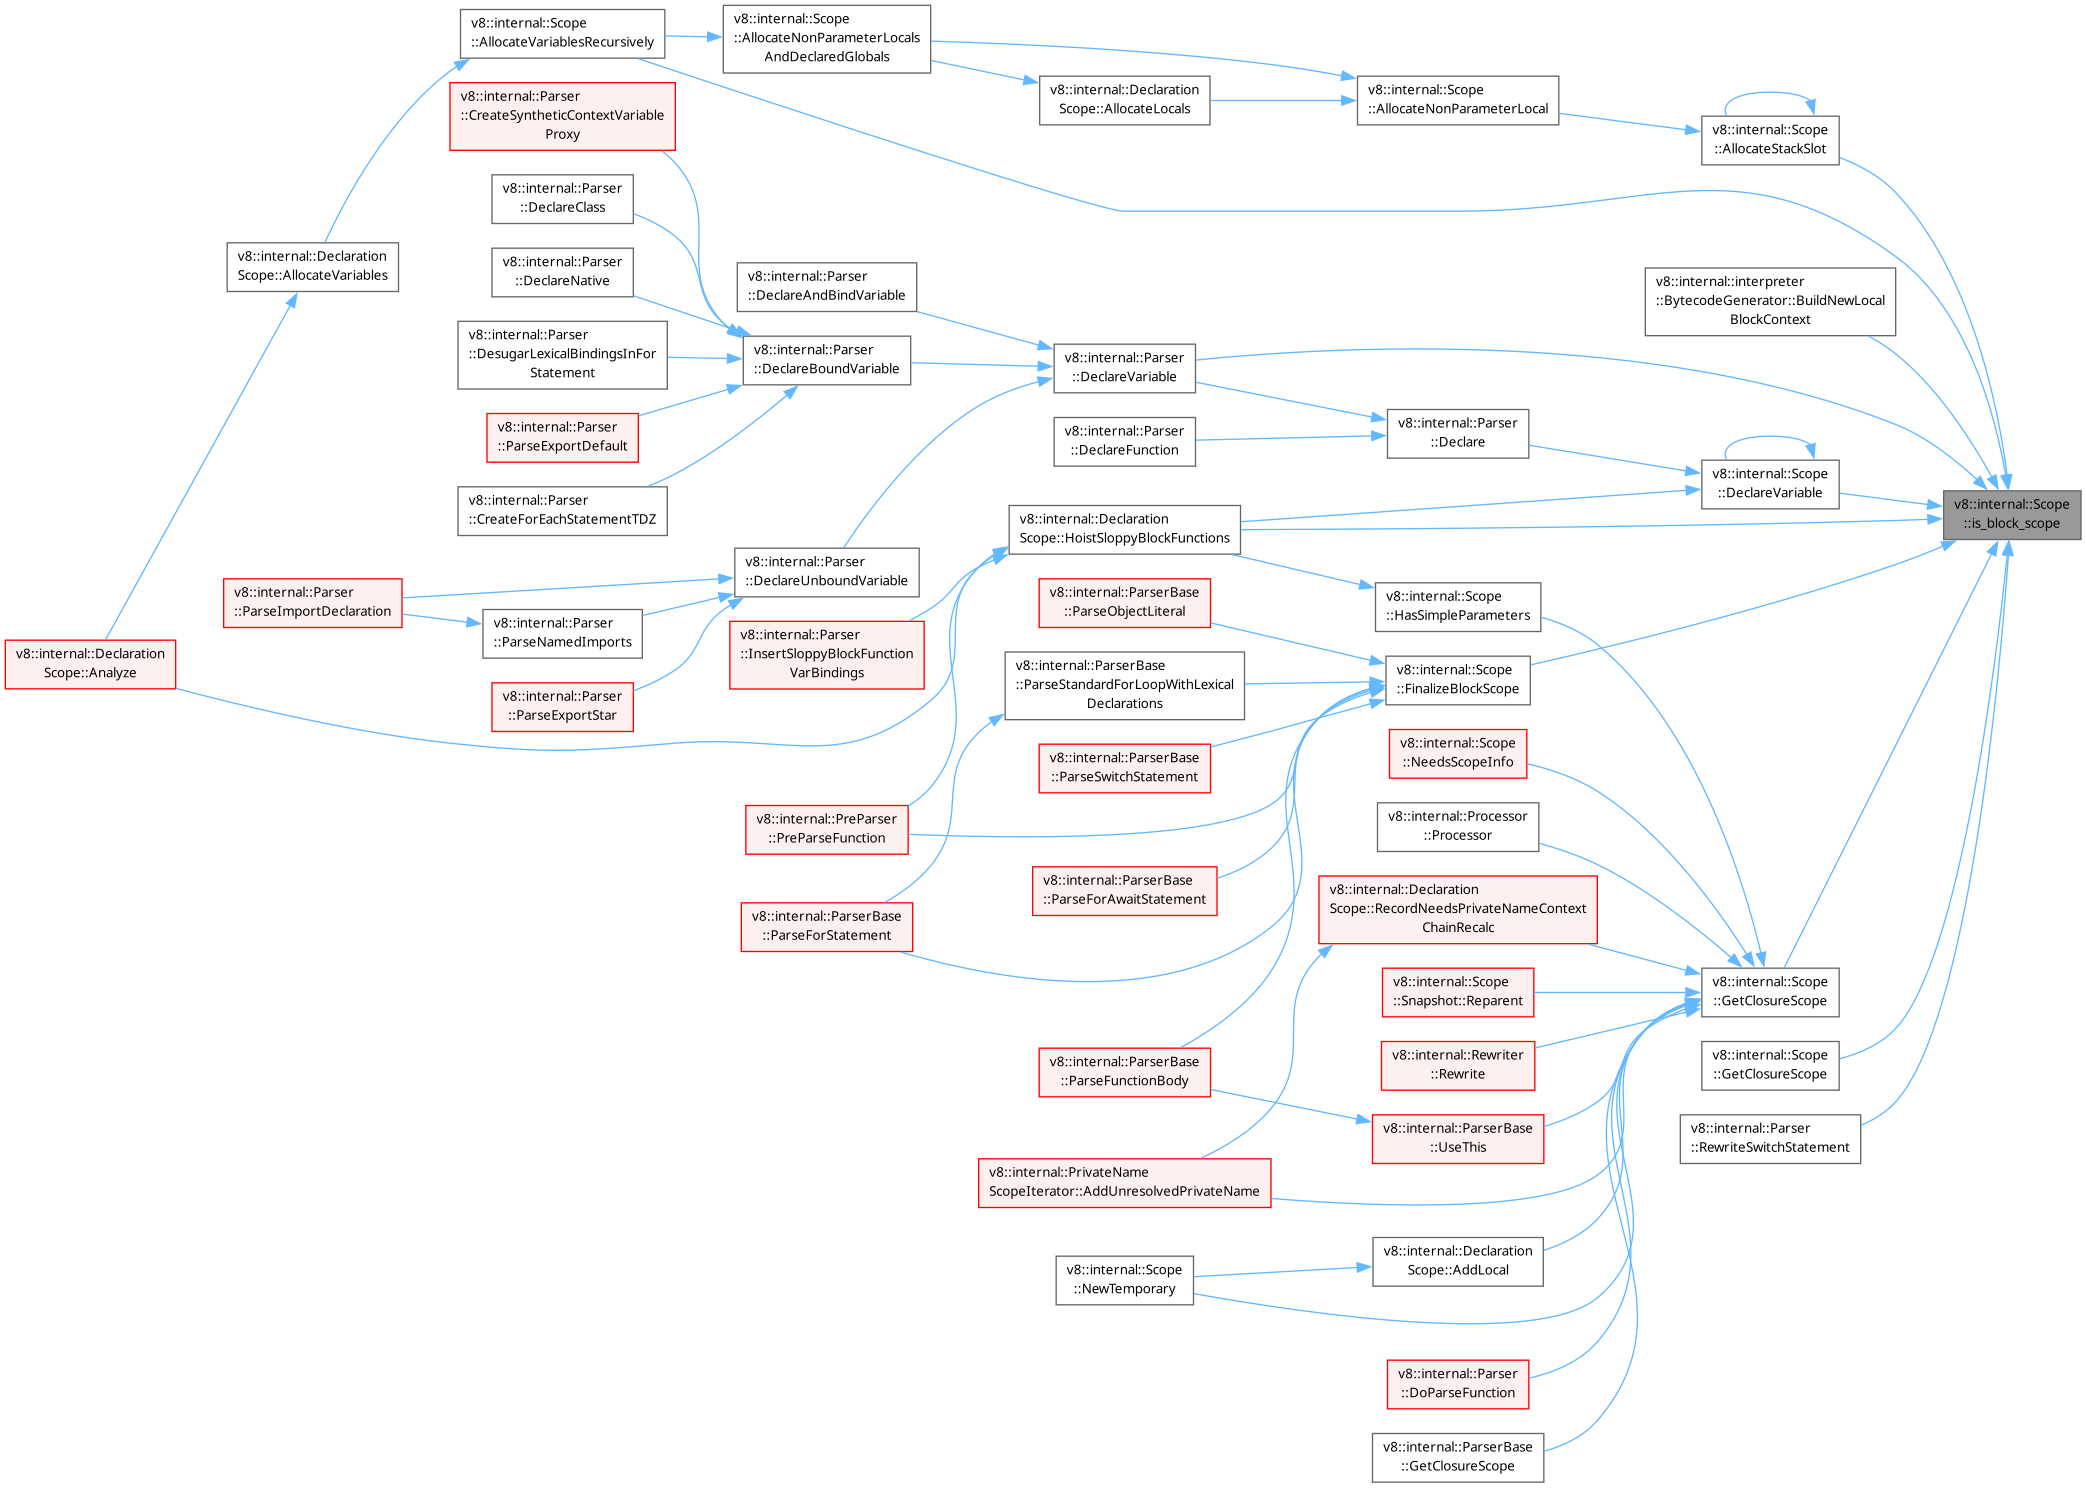 v8::internal::Scope
::AllocateVariablesRecursively
v8::internal::Scope
::AllocateNonParameterLocals
AndDeclaredGlobals
v8::internal::Declaration
Scope::AllocateLocals
v8::internal::Scope
::AllocateNonParameterLocal
v8::internal::Scope
::AllocateStackSlot
v8::internal::Parser
::CreateSyntheticContextVariable
Proxy
v8::internal::Parser
::DeclareClass
v8::internal::Declaration
Scope::AllocateVariables
v8::internal::Parser
::DeclareNative
v8::internal::Parser
::DeclareAndBindVariable
v8::internal::interpreter
::BytecodeGenerator::BuildNewLocal
BlockContext
v8::internal::Parser
::DesugarLexicalBindingsInFor
Statement
v8::internal::Parser
::DeclareBoundVariable
v8::internal::Parser
::DeclareVariable
v8::internal::Parser
::ParseExportDefault
v8::internal::Parser
::DeclareFunction
v8::internal::Parser
::Declare
v8::internal::Scope
::DeclareVariable
v8::internal::Scope
::is_block_scope
v8::internal::Parser
::CreateForEachStatementTDZ
v8::internal::Declaration
Scope::HoistSloppyBlockFunctions
v8::internal::Parser
::DeclareUnboundVariable
v8::internal::Parser
::ParseImportDeclaration
v8::internal::Parser
::ParseNamedImports
v8::internal::ParserBase
::ParseObjectLiteral
v8::internal::Scope
::HasSimpleParameters
v8::internal::Declaration
Scope::Analyze
v8::internal::Parser
::InsertSloppyBlockFunction
VarBindings
v8::internal::ParserBase
::ParseStandardForLoopWithLexical
Declarations
v8::internal::Scope
::FinalizeBlockScope
v8::internal::Parser
::ParseExportStar
v8::internal::ParserBase
::ParseSwitchStatement
v8::internal::Scope
::NeedsScopeInfo
v8::internal::PreParser
::PreParseFunction
v8::internal::Processor
::Processor
v8::internal::ParserBase
::ParseForAwaitStatement
v8::internal::Declaration
Scope::RecordNeedsPrivateNameContext
ChainRecalc
v8::internal::ParserBase
::ParseForStatement
v8::internal::Scope
::Snapshot::Reparent
v8::internal::Scope
::GetClosureScope
v8::internal::ParserBase
::ParseFunctionBody
v8::internal::Rewriter
::Rewrite
v8::internal::Scope
::GetClosureScope
v8::internal::ParserBase
::UseThis
v8::internal::Parser
::RewriteSwitchStatement
v8::internal::PrivateName
ScopeIterator::AddUnresolvedPrivateName
v8::internal::Scope
::NewTemporary
v8::internal::Declaration
Scope::AddLocal
v8::internal::Parser
::DoParseFunction
v8::internal::ParserBase
::GetClosureScope